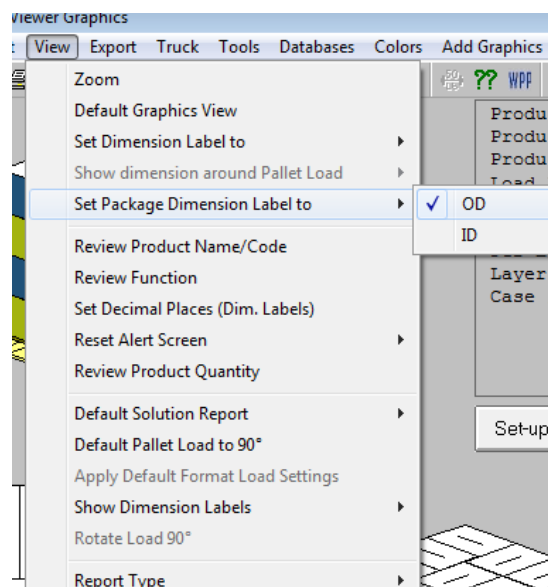 Viewer Graphics
View Export Truck Tools Databases Colors Add Graphics
?? WPP
Zoom
Default Graphics View
Set Dimension Label to
Show dimension around Pallet Load
Set Package Dimension Label to
OD
ID
Review Product Name/Code
Review Function
Set Decimal Places (Dim. Labels)
Reset Alert Screen
Review Product Quantity
Default Solution Report
Default Pallet Load to 90°
Apply Default Format Load Settings
Show Dimension Labels
Rotate Load 90°
Report Type
Produ
Produ
Produ
Load
Layer
Case
Set-up